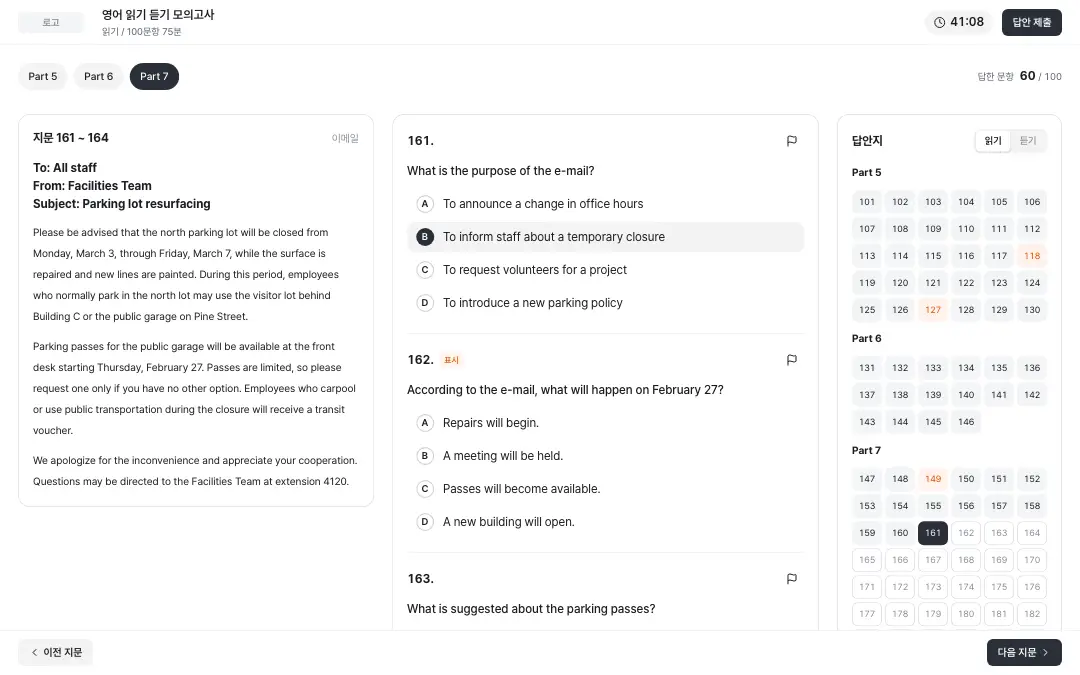 로고
영어 읽기 듣기 모의고사
읽기 / 100문항 75분
41:08
답안 제출
Part 5
Part 6
Part 7
답한 문항 60 / 100
지문 161 ~ 164
이메일
To: All staff
From: Facilities Team
Subject: Parking lot resurfacing
Please be advised that the north parking lot will be closed from
Monday, March 3, through Friday, March 7, while the surface is
repaired and new lines are painted. During this period, employees
who normally park in the north lot may use the visitor lot behind
Building C or the public garage on Pine Street.
Parking passes for the public garage will be available at the front
desk starting Thursday, February 27. Passes are limited, so please
request one only if you have no other option. Employees who carpool
or use public transportation during the closure will receive a transit
voucher.
We apologize for the inconvenience and appreciate your cooperation.
Questions may be directed to the Facilities Team at extension 4120.
161.
What is the purpose of the e-mail?
A To announce a change in office hours
B To inform staff about a temporary closure
C To request volunteers for a project
D To introduce a new parking policy
162. 표시
According to the e-mail, what will happen on February 27?
A Repairs will begin.
B A meeting will be held.
C Passes will become available.
D A new building will open.
163.
What is suggested about the parking passes?
답안지
읽기 듣기
Part 5
101 102 103 104 105 106
107 108 109 110 111 112
113 114 115 116 117 118
119 120 121 122 123 124
125 126 127 128 129 130
Part 6
131 132 133 134 135 136
137 138 139 140 141 142
143 144 145 146
Part 7
147 148 149 150 151 152
153 154 155 156 157 158
159 160 161 162 163 164
165 166 167 168 169 170
171 172 173 174 175 176
177 178 179 180 181 182
이전 지문
다음 지문